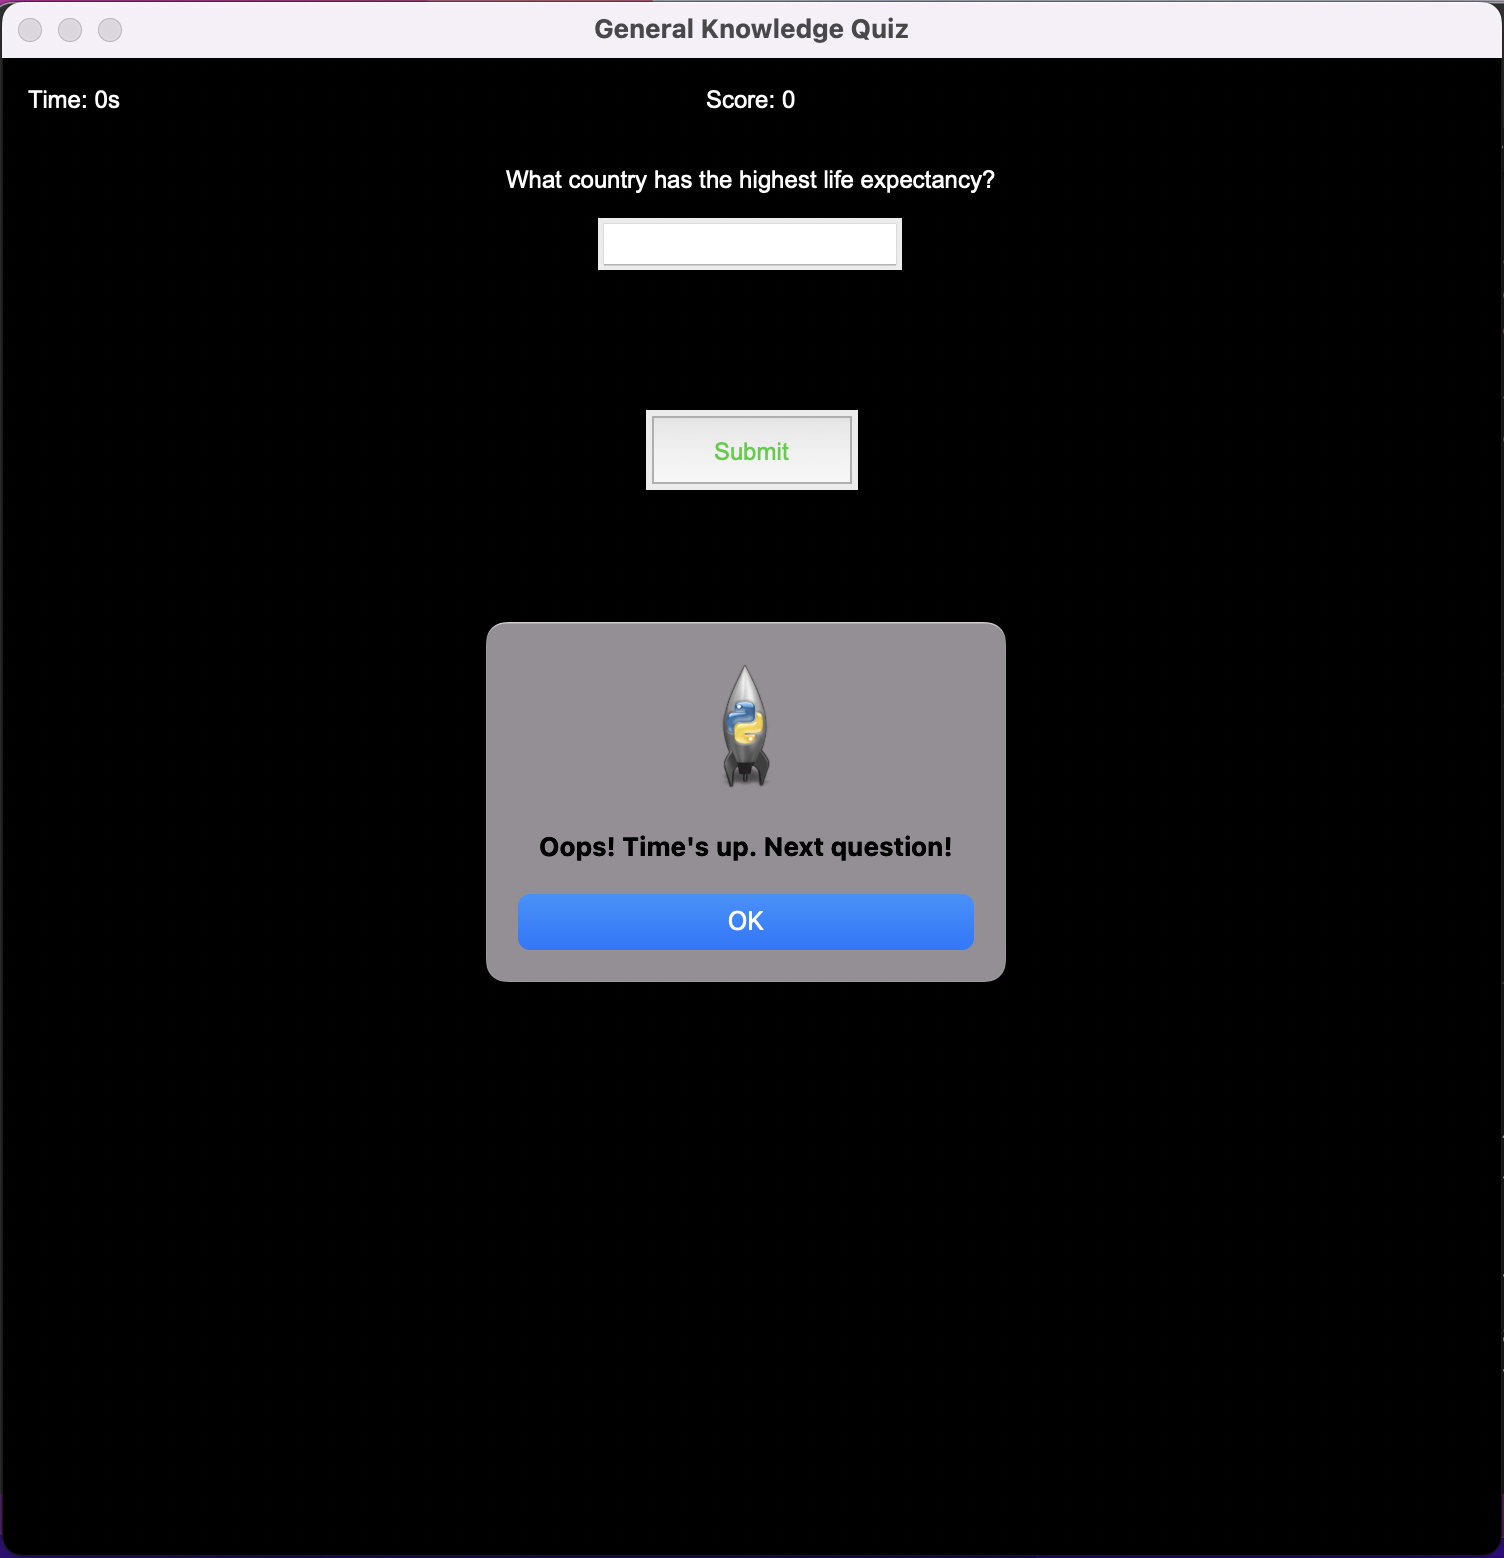 General Knowledge Quiz
Time: 0s
Score: 0
What country has the highest life expectancy?
Submit
Oops! Time's up. Next question!
OK